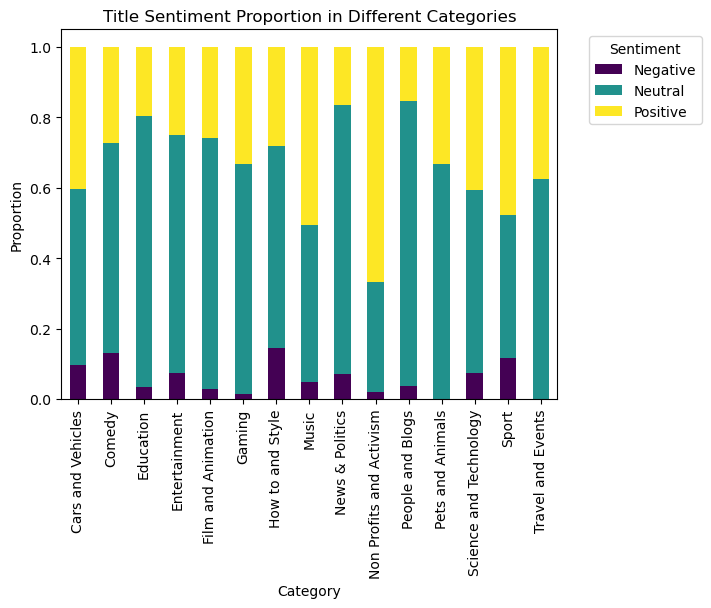 Title Sentiment Proportion in Different Categories
Sentiment
Negative
Neutral
Positive
Proportion
1.0
0.8
0.6
0.4
0.2
0.0
Cars and Vehicles
Comedy
Education
Entertainment
Film and Animation
Gaming
How to and Style
Music
News & Politics
Non Profits and Activism
People and Blogs
Pets and Animals
Science and Technology
Sport
Travel and Events
Category